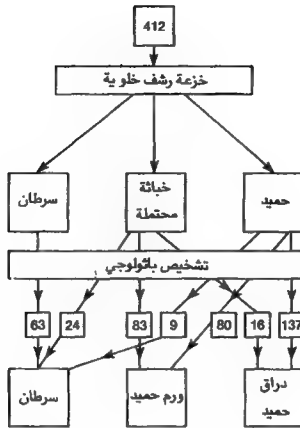 412
خزعة رشف خلوية
سرطان
خباثة
محتملة
حميد
تشخيص باثولوجي
63
24
83
9
80
16
137
سرطان
ورم حميد
دراق
حميد